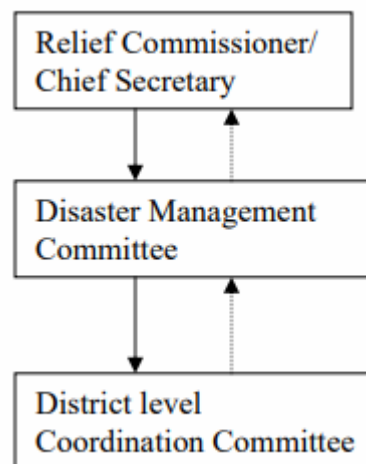 Relief Commissioner/
Chief Secretary
Disaster Management
Committee
District level
Coordination Committee